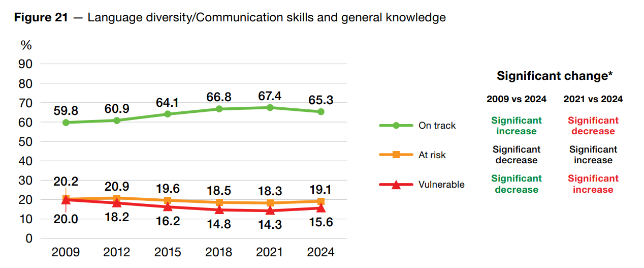 Figure 21 — Language diversity/Communication skills and general knowledge
%
90
80
70
60
50
40
30
20
10
0
59.8 60.9 64.1 66.8 67.4 65.3
20.2 20.9 19.6 18.5 18.3 19.1
20.0 18.2 16.2 14.8 14.3 15.6
2009 2012 2015 2018 2021 2024
On track
At risk
Vulnerable
Significant change*
2009 vs 2024 2021 vs 2024
Significant increase Significant decrease
Significant decrease Significant increase
Significant decrease Significant increase